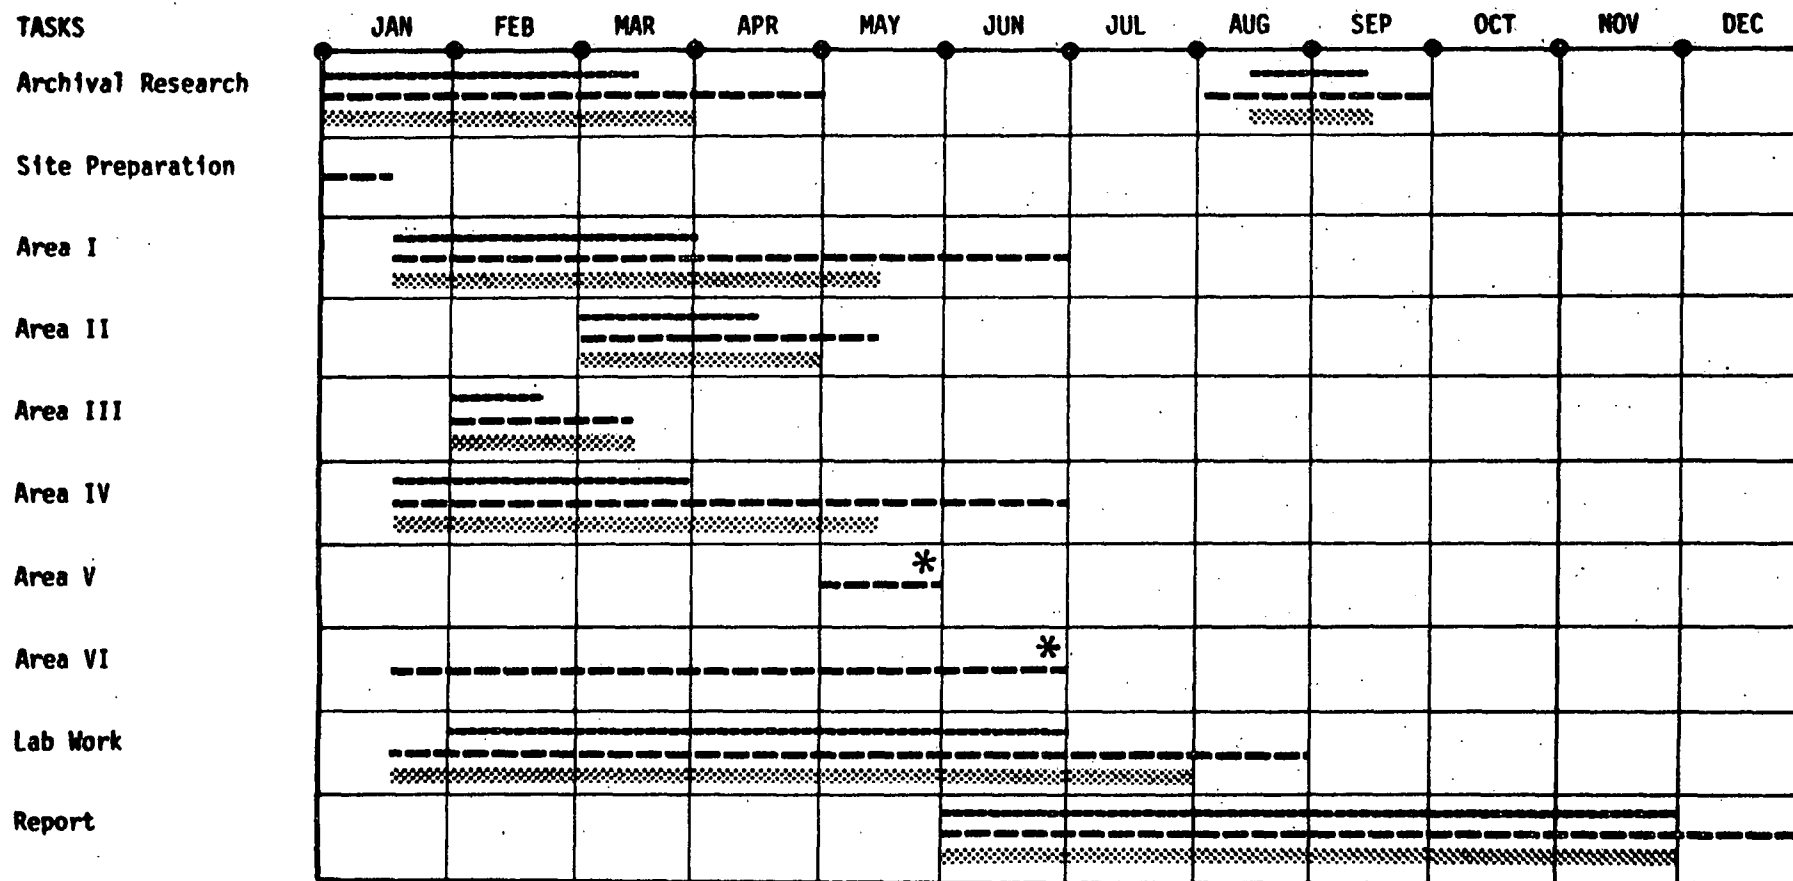 TASKS JAN FEB MAR APR MAY JUN JUL AUG SEP OCT NOV DEC
Archival Research
Site Preparation
Area I
Area II
Area III
Area IV
Area V *
Area VI *
Lab Work
Report